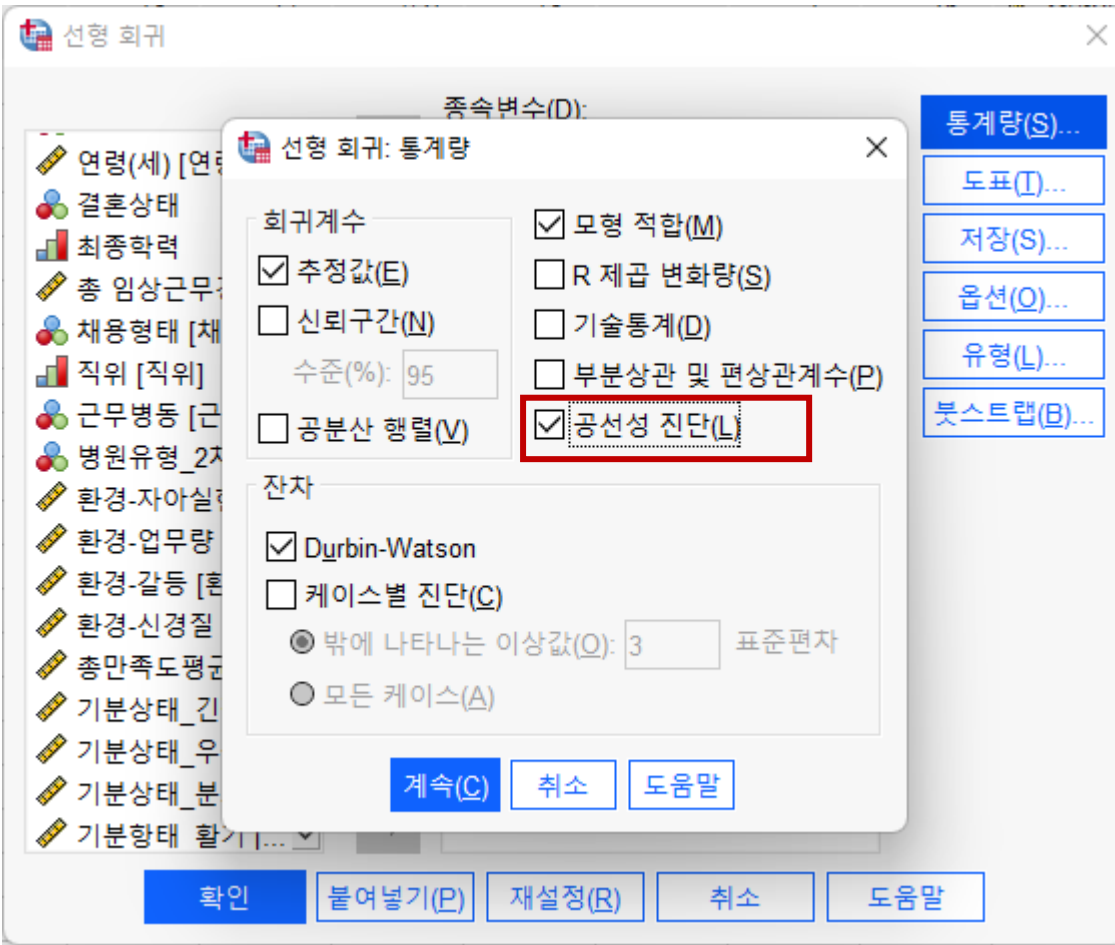 선형 회귀
종속변수(D):
연령(세) [연령
결혼상태
최종학력
총 임상근무
채용형태 [채
직위 [직위]
근무병동 [근
병원유형_2
환경-자아실
환경-업무량
환경-갈등 [환
환경-신경질
총만족도평균
기분상태_긴
기분상태_우
기분상태_분
기분항태_활기 [...
선형 회귀: 통계량
회귀계수
추정값(E)
신뢰구간(N)
수준(%): 95
공분산 행렬(V)
모형 적합(M)
R 제곱 변화량(S)
기술통계(D)
부분상관 및 편상관계수(P)
공선성 진단(L)
잔차
Durbin-Watson
케이스별 진단(C)
밖에 나타나는 이상값(O): 3 표준편차
모든 케이스(A)
계속(C) 취소 도움말
통계량(S)...
도표(T)...
저장(S)...
옵션(O)...
유형(L)...
붓스트랩(B)...
확인 붙여넣기(P) 재설정(R) 취소 도움말